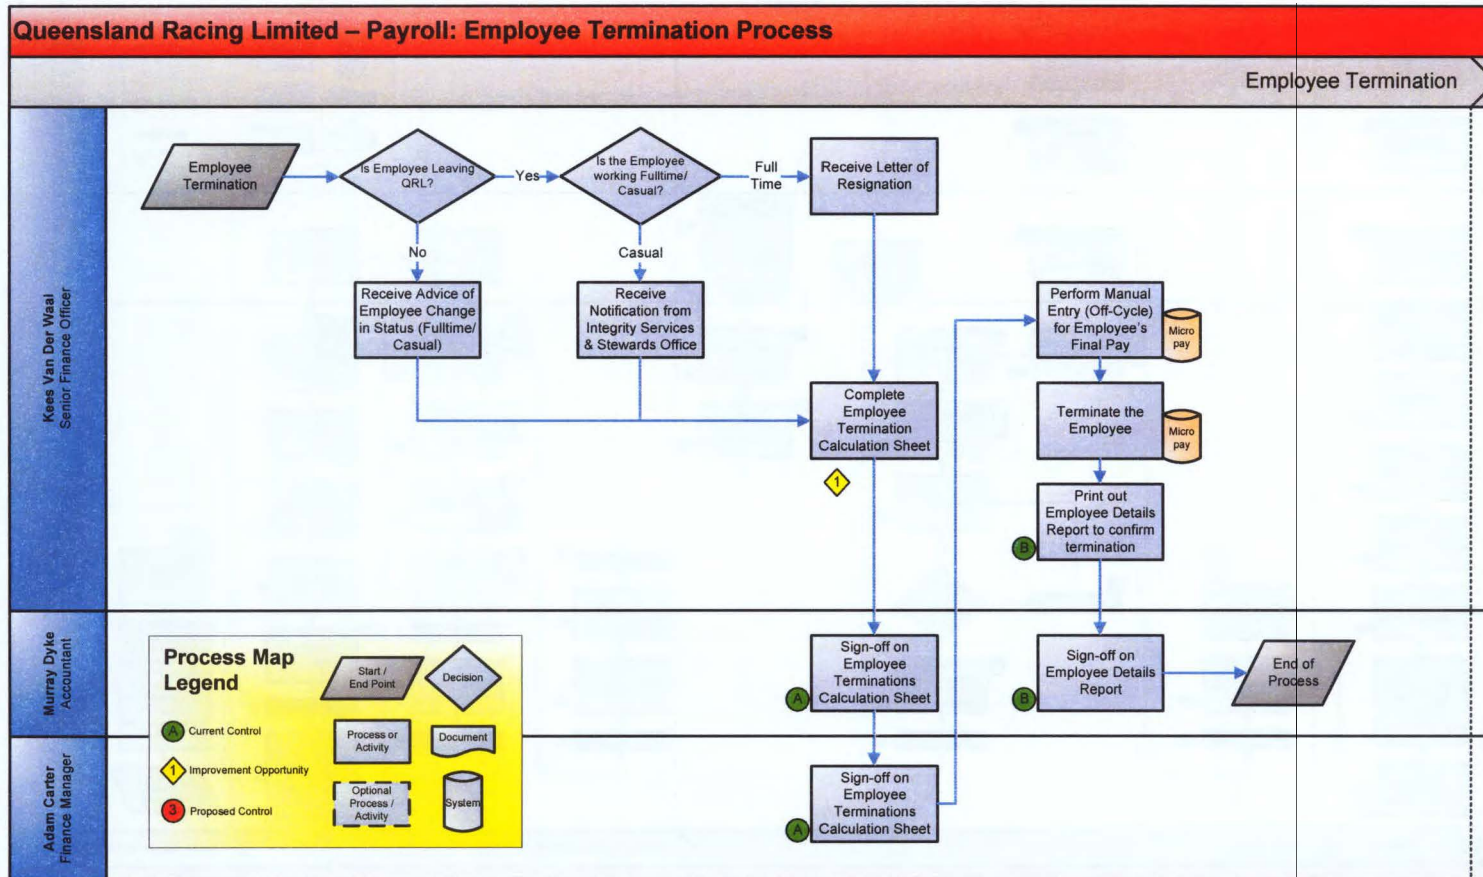 Queensland Racing Limited – Payroll: Employee Termination Process
Employee Termination
Kees Van Der Waal
Senior Finance Officer
Employee
Termination
Is Employee Leaving
QRL?
Yes
Is the Employee
working Fulltime/
Casual?
Full
Time
Receive Letter of
Resignation
No
Casual
Receive Advice of
Employee Change
in Status (Fulltime/
Casual)
Receive
Notification from
Integrity Services
& Stewards Office
Perform Manual
Entry (Off-Cycle)
for Employee's
Final Pay
Micro
pay
Complete
Employee
Termination
Calculation Sheet
1
Terminate the
Employee
Micro
pay
Print out
Employee Details
Report to confirm
termination
B
Murray Dyke
Accountant
Sign-off on
Employee
Terminations
Calculation Sheet
A
Sign-off on
Employee Details
Report
B
End of
Process
Adam Carter
Finance Manager
Sign-off on
Employee
Terminations
Calculation Sheet
A
Process Map
Legend
Start /
End Point
Decision
A Current Control
Process or
Activity
Document
1 Improvement Opportunity
Optional
Process /
Activity
System
3 Proposed Control